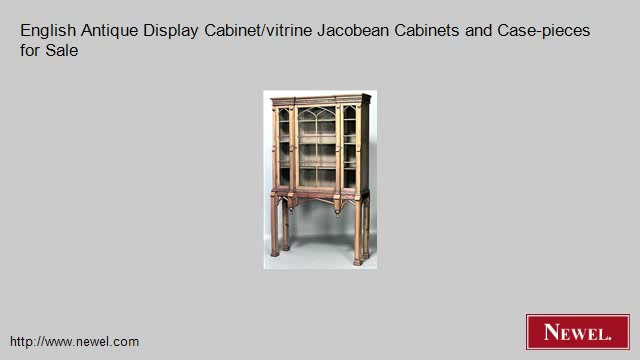 English Antique Display Cabinet/vitrine Jacobean Cabinets and Case-pieces
for Sale
NEWEL.
http://www.newel.com